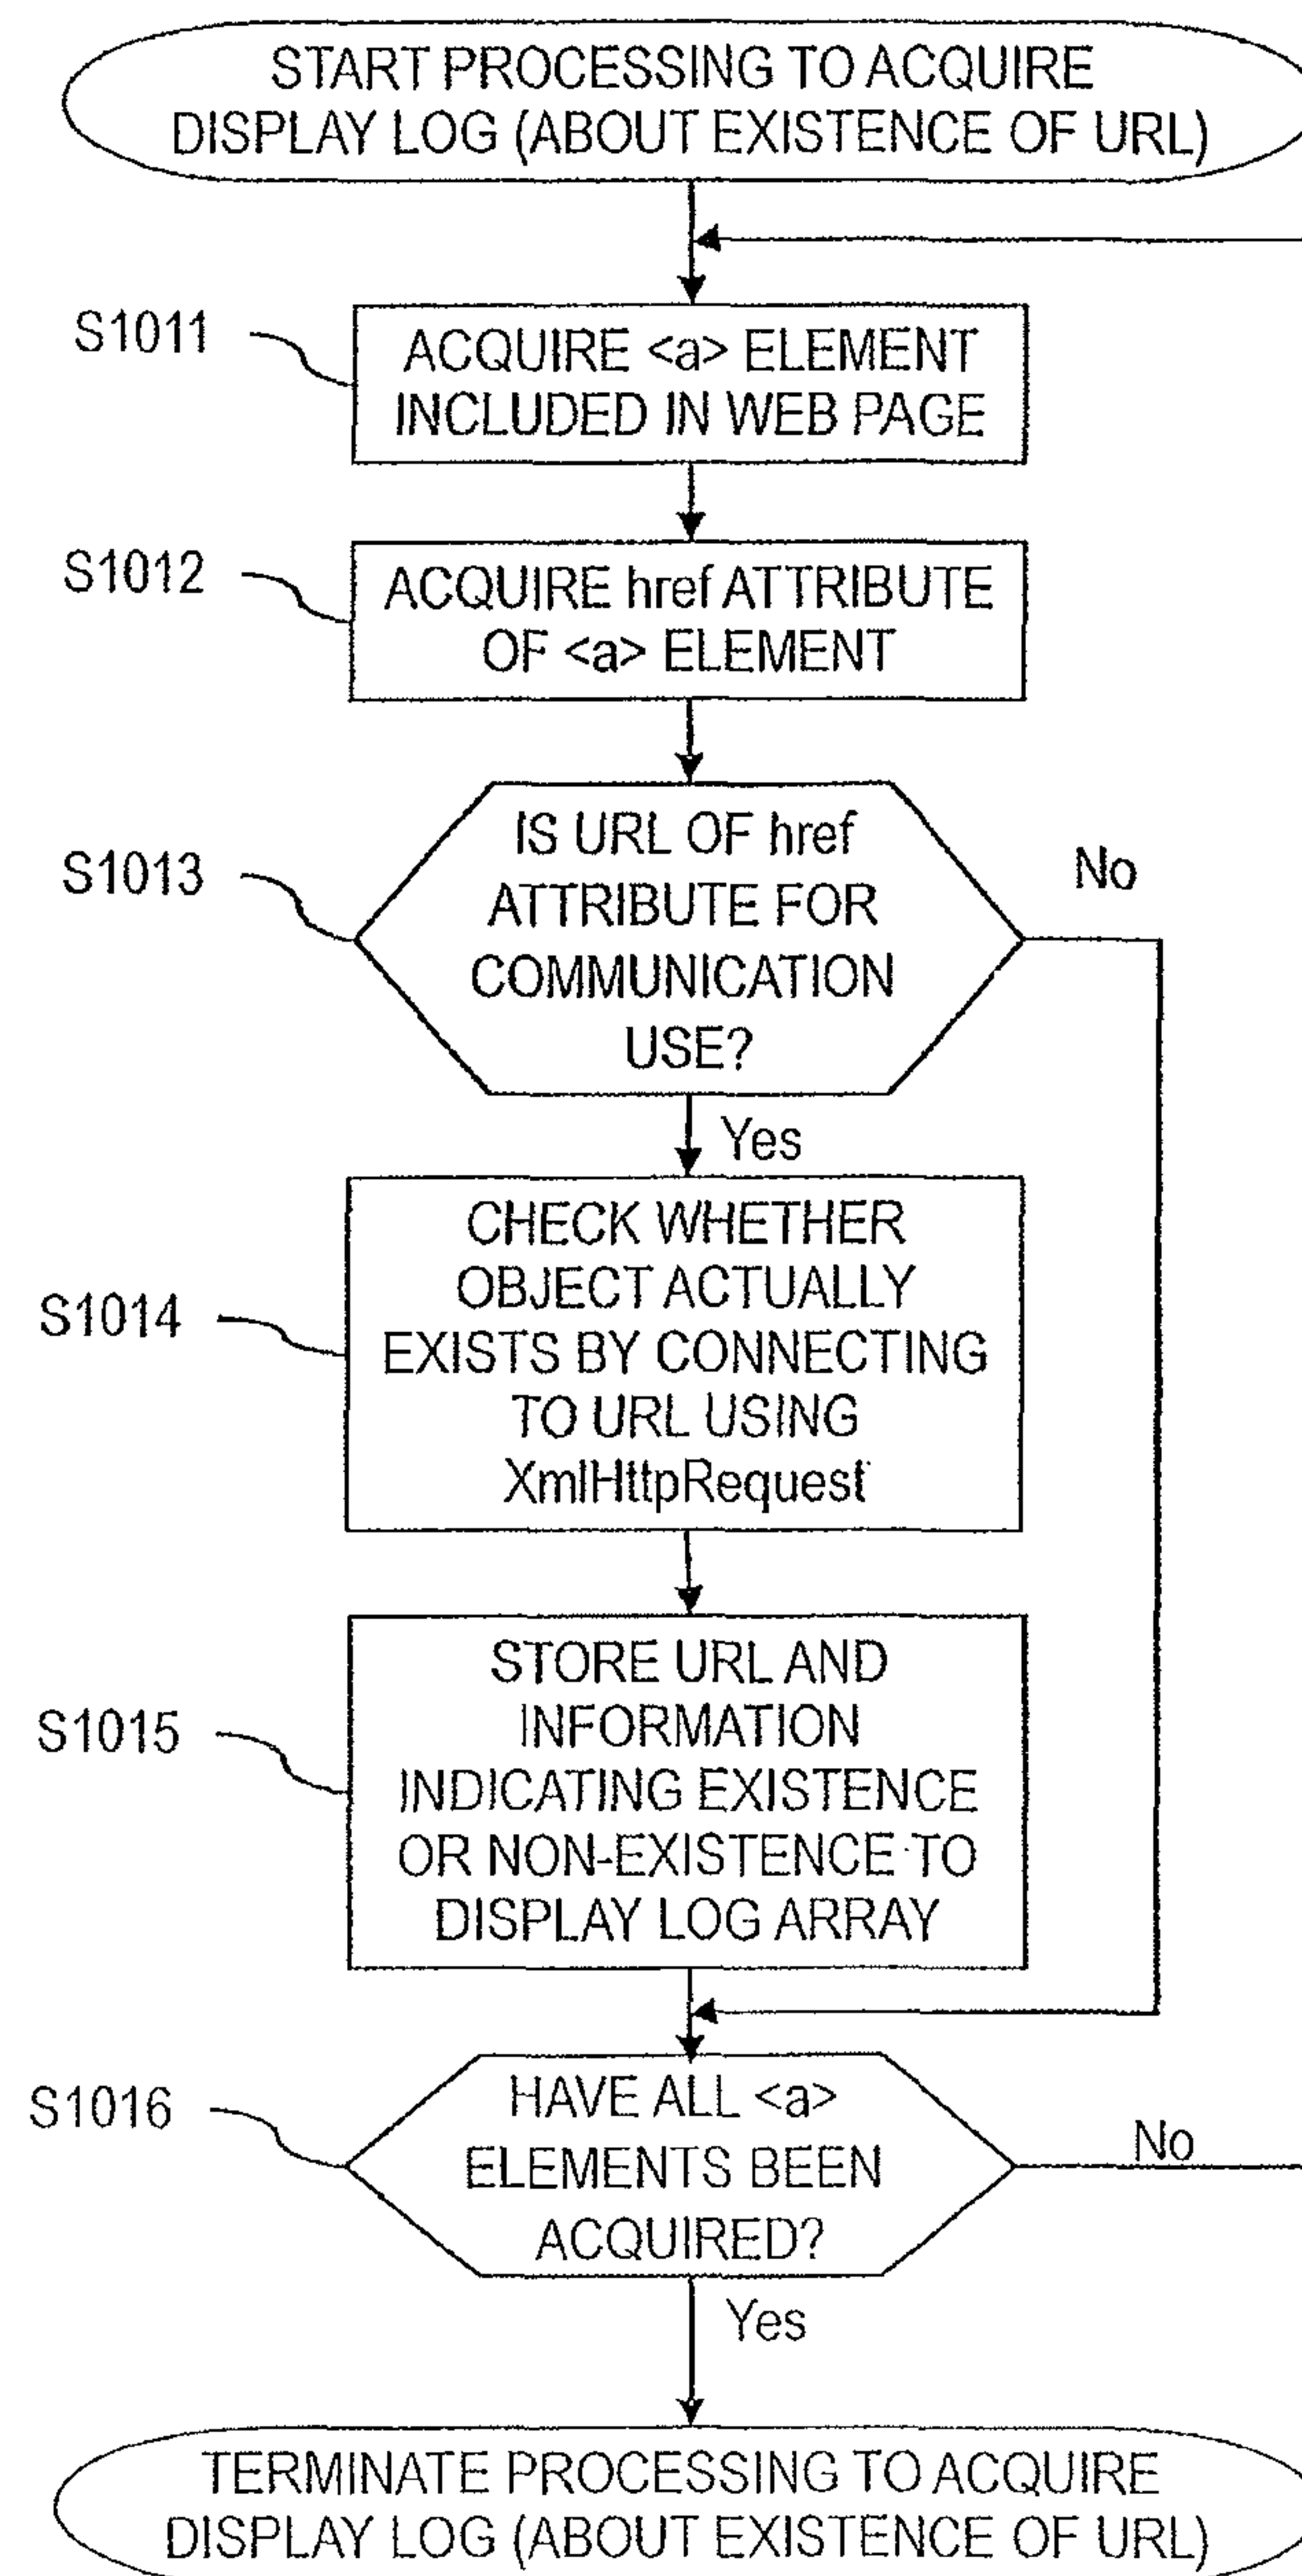 START PROCESSING TO ACQUIRE
DISPLAY LOG (ABOUT EXISTENCE OF URL)
S1011
ACQUIRE <a> ELEMENT
INCLUDED IN WEB PAGE
S1012
ACQUIRE href ATTRIBUTE
OF <a> ELEMENT
S1013
IS URL OF href
ATTRIBUTE FOR
COMMUNICATION
USE?
No
Yes
S1014
CHECK WHETHER
OBJECT ACTUALLY
EXISTS BY CONNECTING
TO URL USING
XmlHttpRequest
S1015
STORE URL AND
INFORMATION
INDICATING EXISTENCE
OR NON-EXISTENCE TO
DISPLAY LOG ARRAY
S1016
HAVE ALL <a>
ELEMENTS BEEN
ACQUIRED?
No
Yes
TERMINATE PROCESSING TO ACQUIRE
DISPLAY LOG (ABOUT EXISTENCE OF URL)